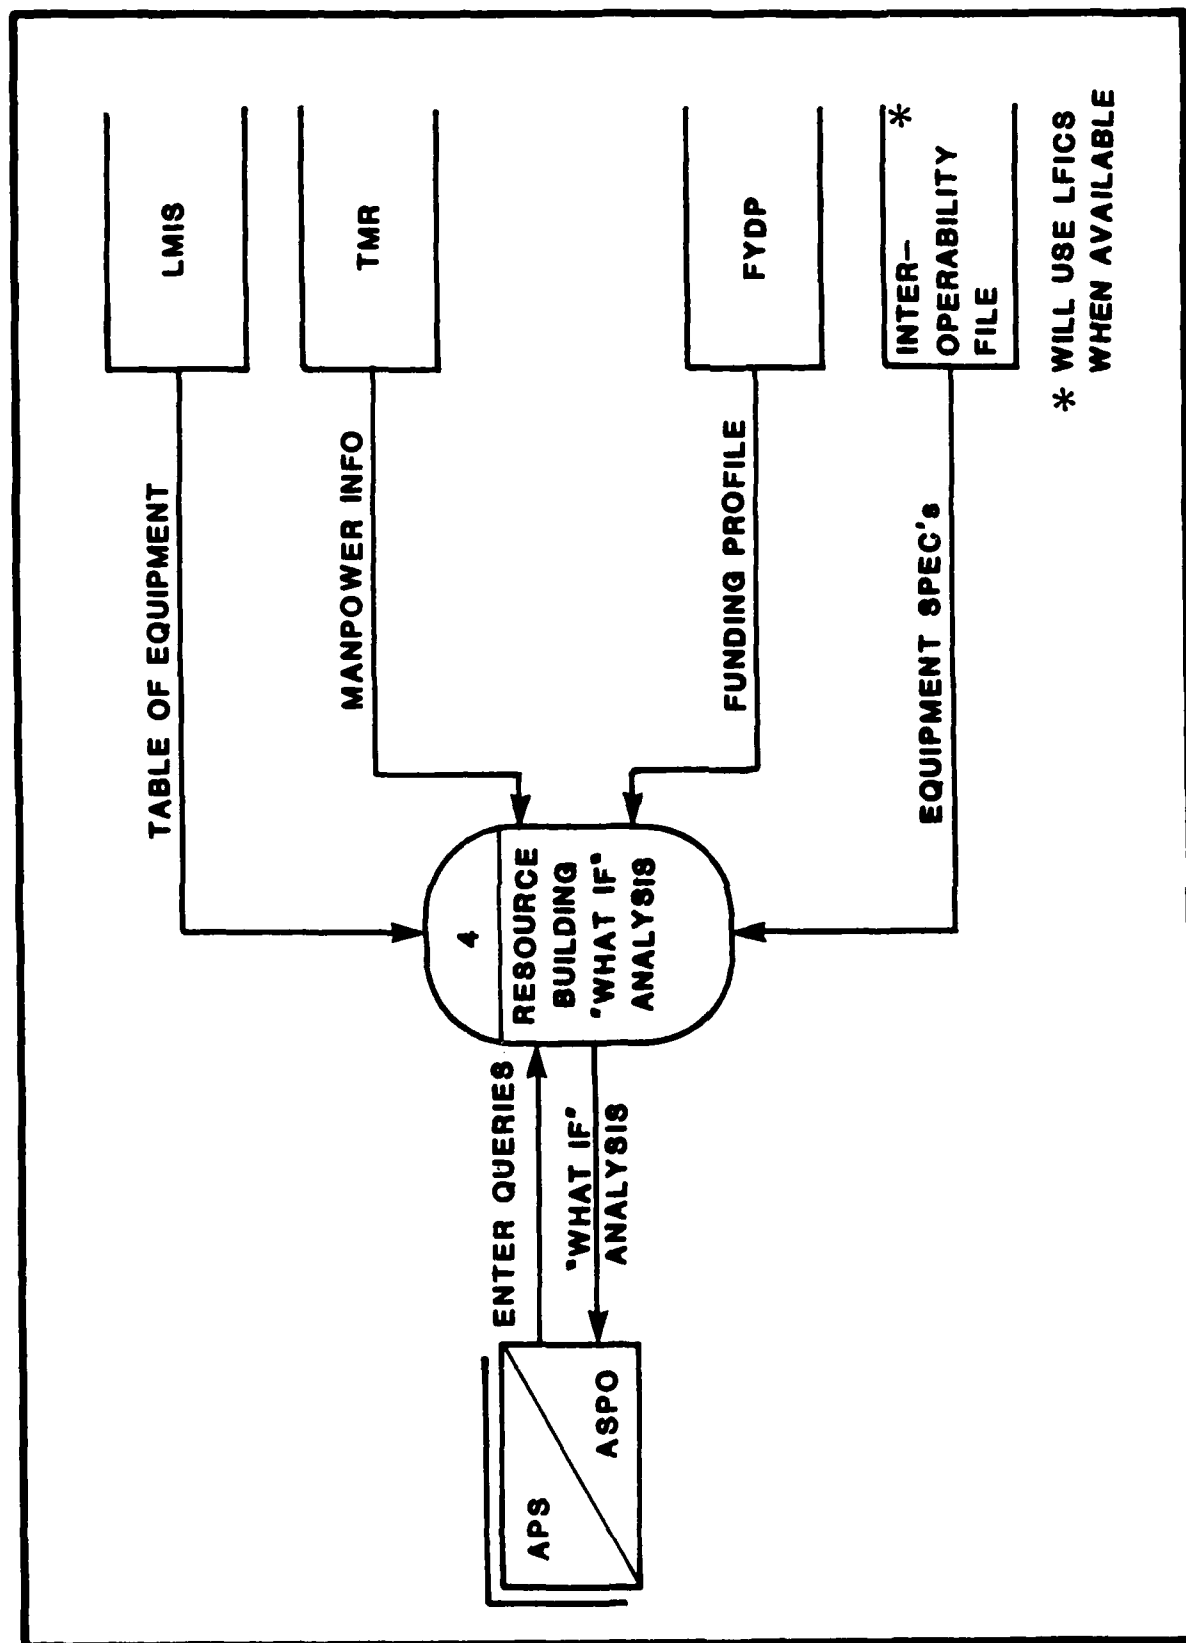 TABLE OF EQUIPMENT
LMIS
MANPOWER INFO
TMR
4
RESOURCE
BUILDING
"WHAT IF"
ANALYSIS
ENTER QUERIES
"WHAT IF"
ANALYSIS
APS
ASPO
FUNDING PROFILE
FYDP
EQUIPMENT SPEC's
INTER- *
OPERABILITY
FILE
* WILL USE LFICS
WHEN AVAILABLE